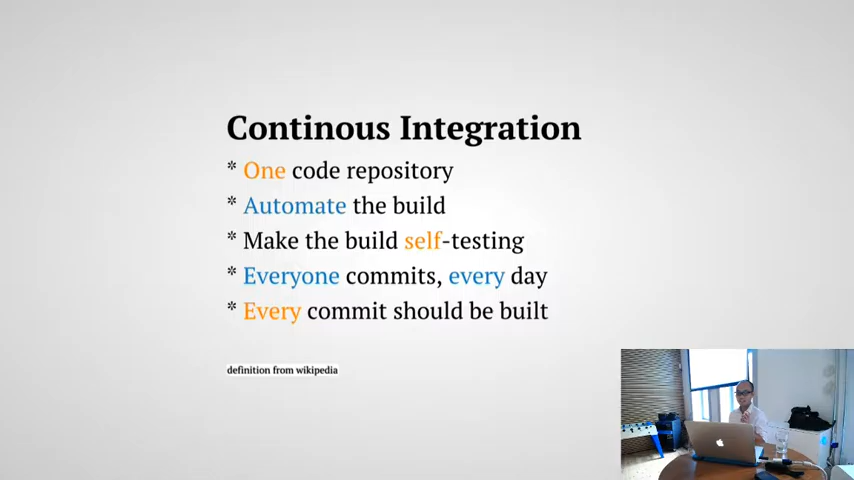 Continous Integration
* One code repository
* Automate the build
* Make the build self-testing
* Everyone commits, every day
* Every commit should be built
definition from wikipedia